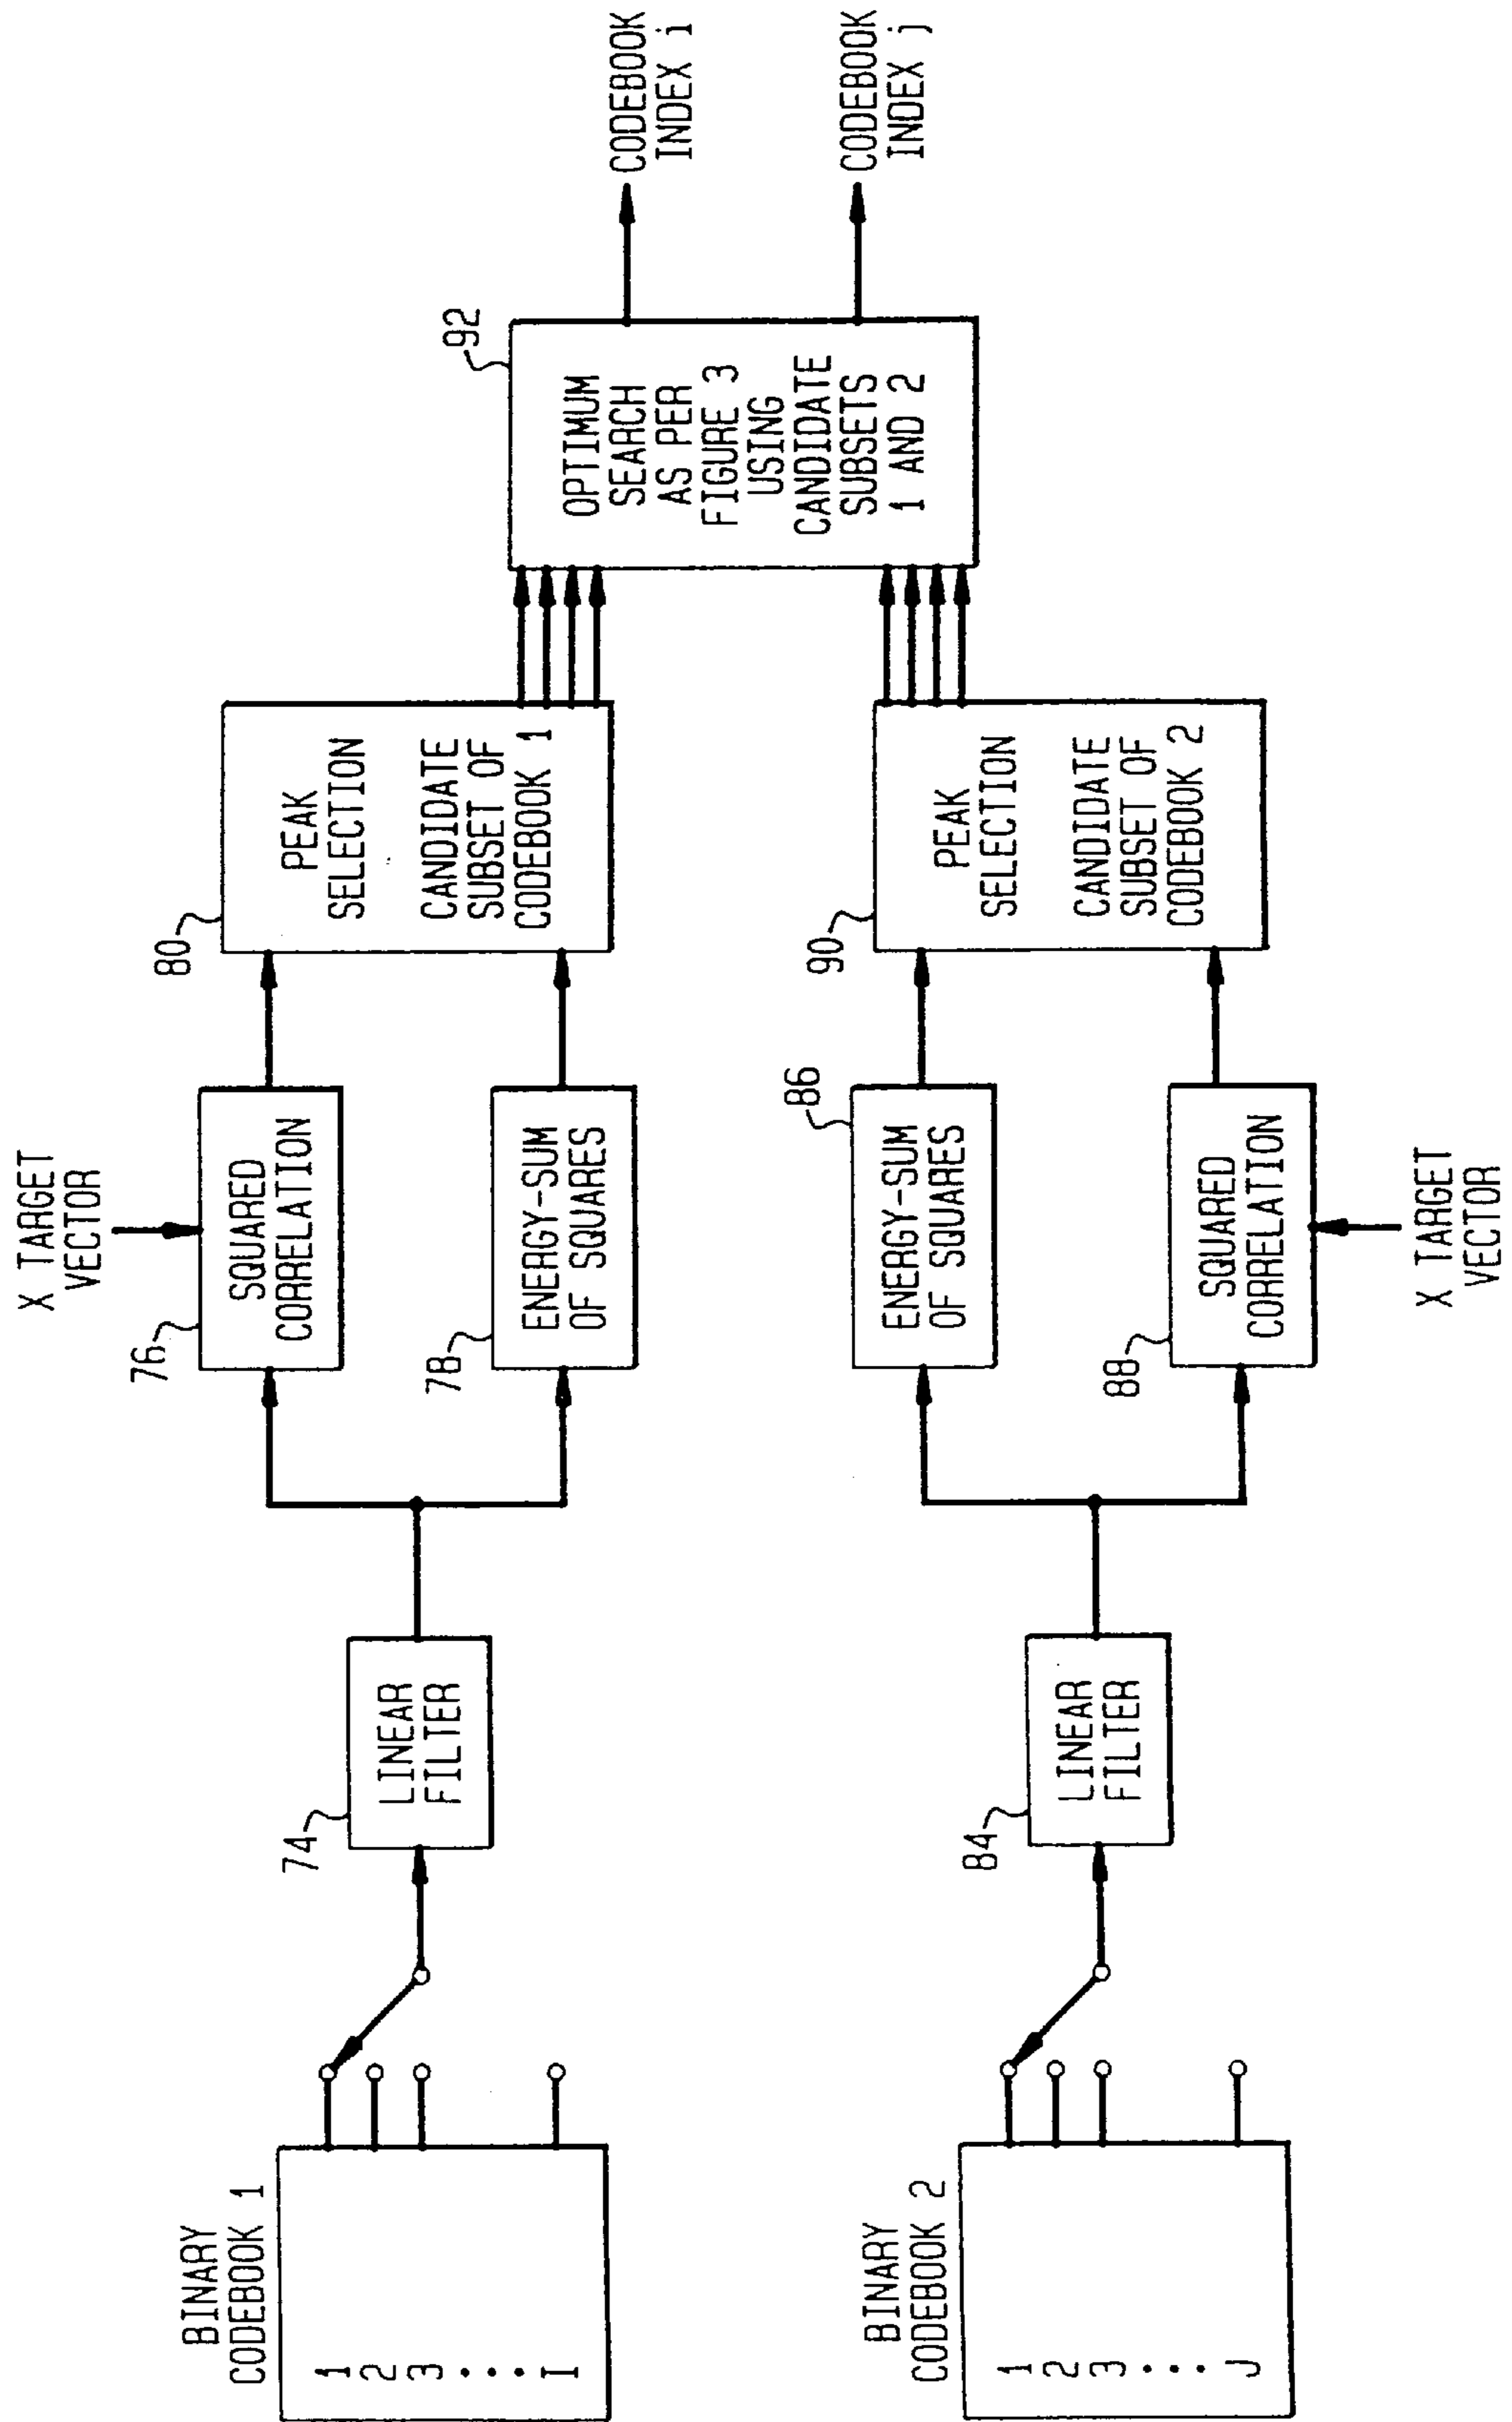 BINARY
CODEBOOK 1
1
2
3
• • •
I
74
LINEAR
FILTER
X TARGET
VECTOR
76
SQUARED
CORRELATION
78
ENERGY-SUM
OF SQUARES
80
PEAK
SELECTION
CANDIDATE
SUBSET OF
CODEBOOK 1
BINARY
CODEBOOK 2
1
2
3
• • •
J
84
LINEAR
FILTER
86
ENERGY-SUM
OF SQUARES
88
SQUARED
CORRELATION
X TARGET
VECTOR
90
PEAK
SELECTION
CANDIDATE
SUBSET OF
CODEBOOK 2
92
OPTIMUM
SEARCH
AS PER
FIGURE 3
USING
CANDIDATE
SUBSETS
1 AND 2
CODEBOOK
INDEX i
CODEBOOK
INDEX j